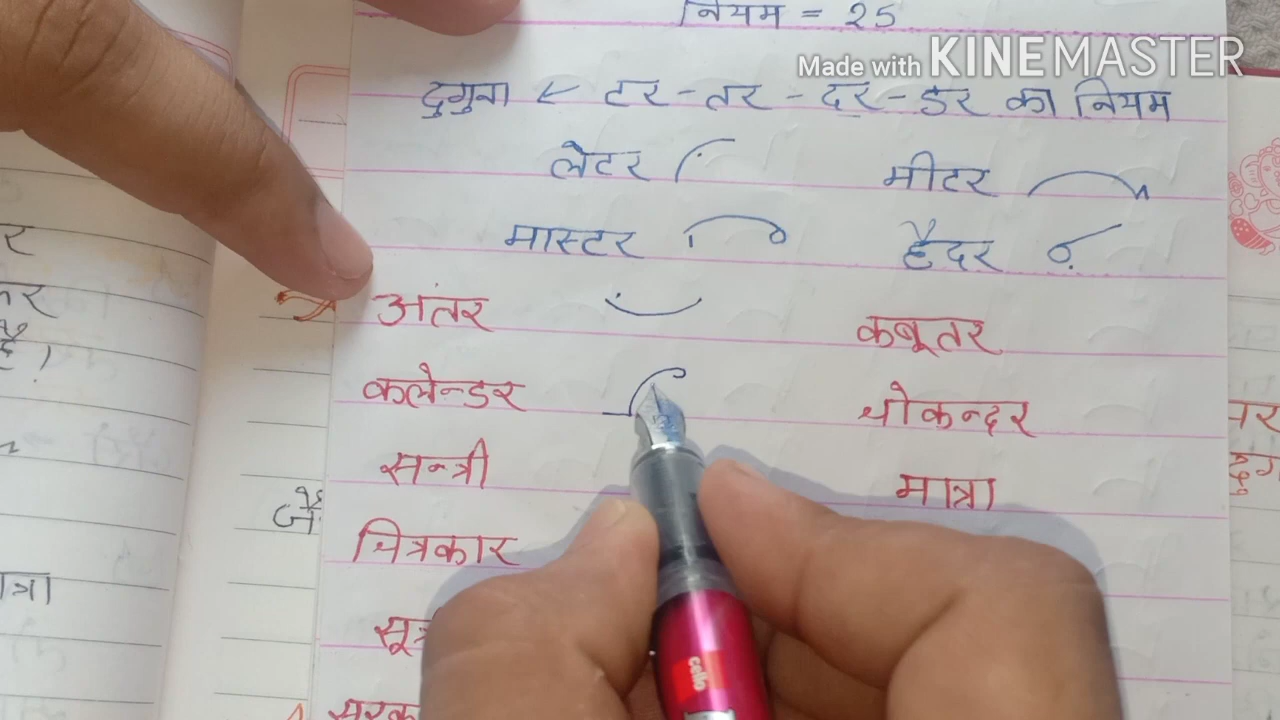 नियम = 25
Made with KINEMASTER
दुगुना ← टर - तर - दर - डर का नियम
लेटर मीटर
मास्टर हैदर
अंतर कबूतर
कलेन्डर चोकन्दर
सन्त्री मात्रा
चित्रकार
cello